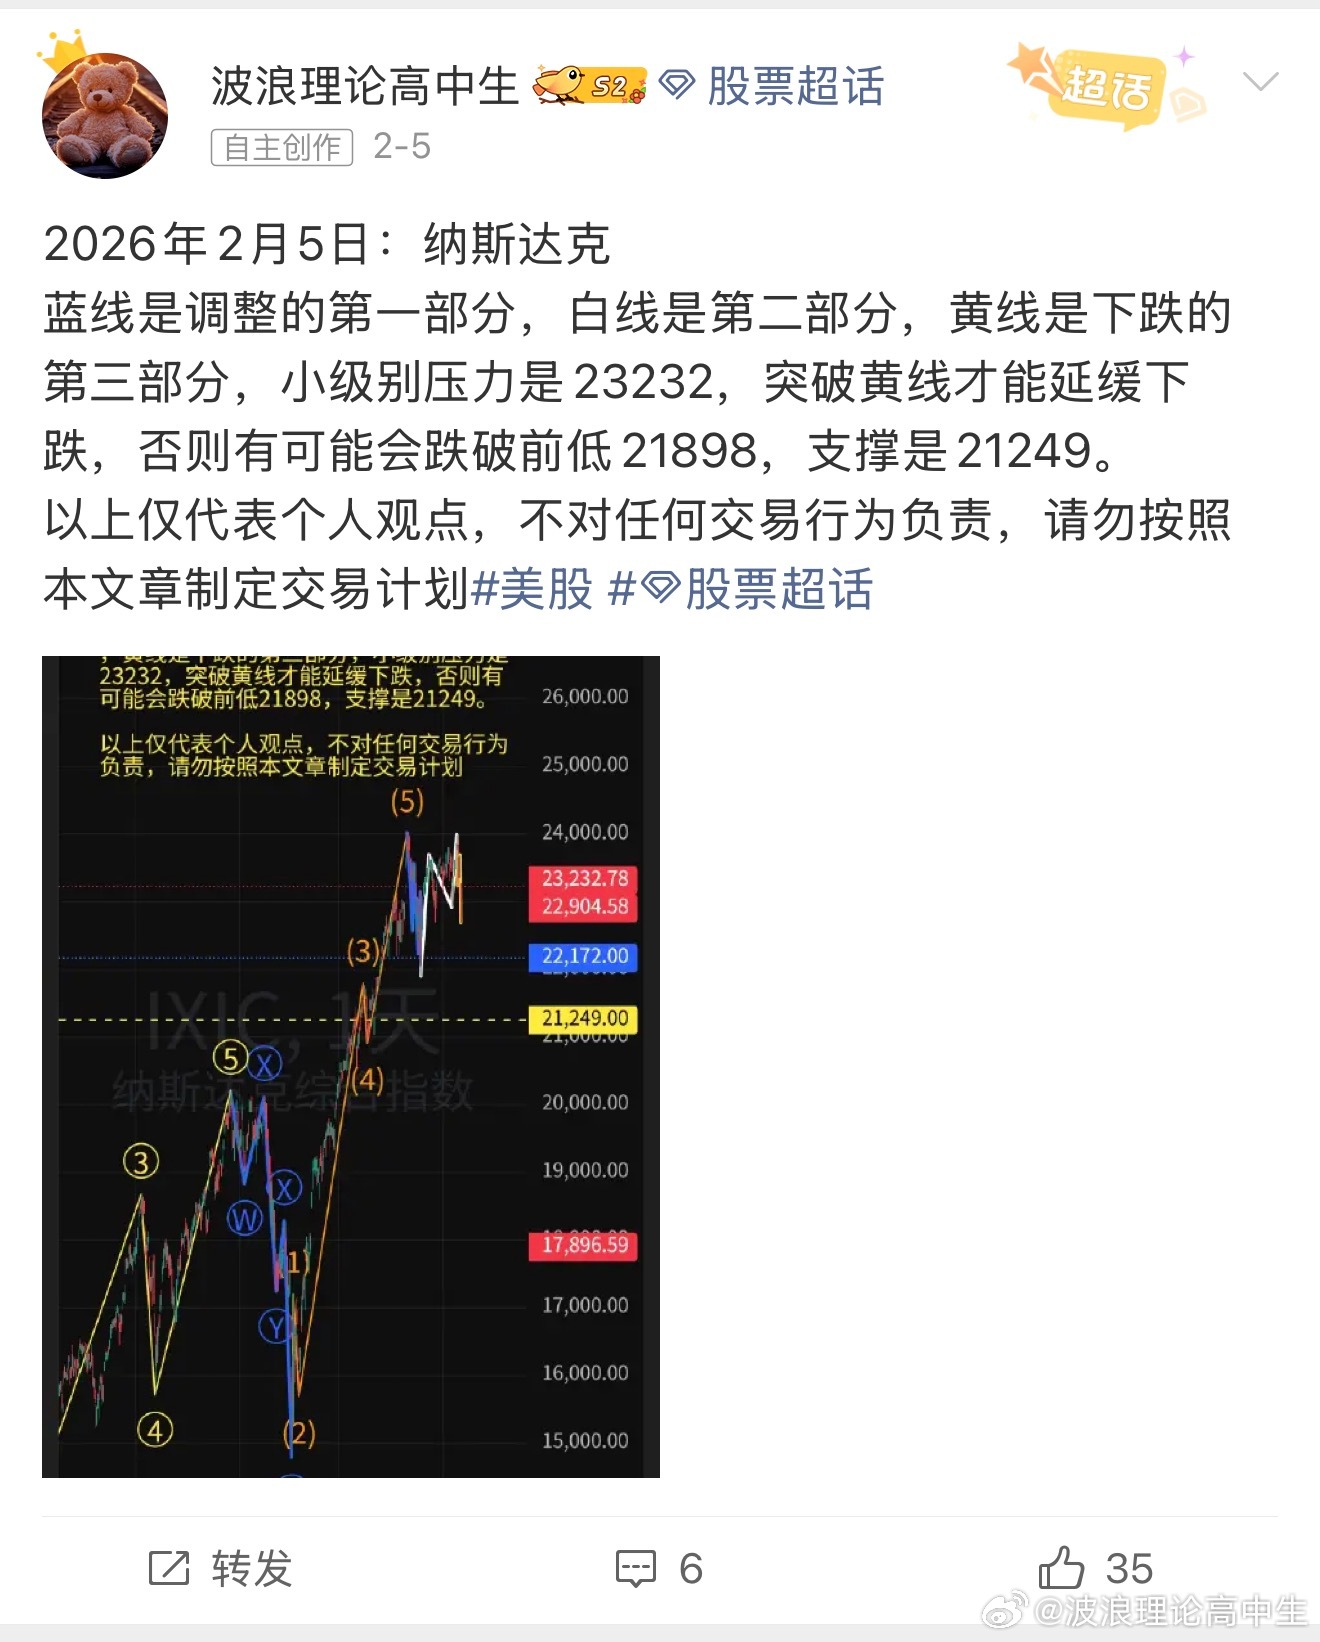 波浪理论高中生 S2 股票超话
超话
自主创作 2-5
2026年2月5日：纳斯达克
蓝线是调整的第一部分，白线是第二部分，黄线是下跌的
第三部分，小级别压力是23232，突破黄线才能延缓下
跌，否则有可能会跌破前低21898，支撑是21249。
以上仅代表个人观点，不对任何交易行为负责，请勿按照
本文章制定交易计划#美股 #股票超话
23232，突破黄线才能延缓下跌，否则有
可能会跌破前低21898，支撑是21249。
以上仅代表个人观点，不对任何交易行为
负责，请勿按照本文章制定交易计划
26,000.00
25,000.00
(5)
24,000.00
23,232.78
22,904.58
(3)
22,172.00
IXIC, 1天
21,249.00
21,000.00
⑤ X
纳斯达克综合指数
(4)
20,000.00
③
19,000.00
X
W
17,896.59
(1)
17,000.00
Y
16,000.00
④
(2)
15,000.00
转发 6 35
@波浪理论高中生